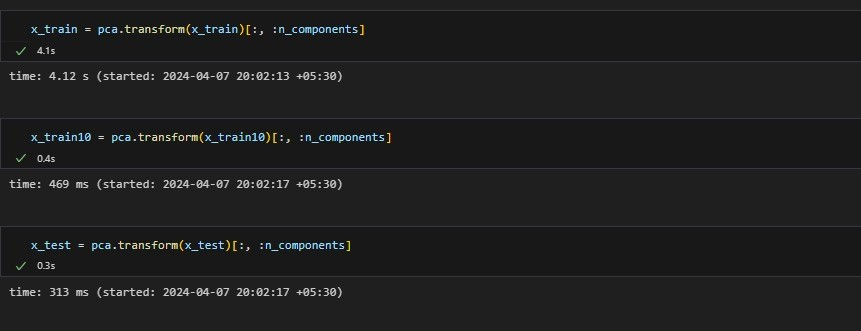 x_train = pca.transform(x_train)[:, :n_components]
4.1s
time: 4.12 s (started: 2024-04-07 20:02:13 +05:30)
x_train10 = pca.transform(x_train10)[:, :n_components]
0.4s
time: 469 ms (started: 2024-04-07 20:02:17 +05:30)
x_test = pca.transform(x_test)[:, :n_components]
0.3s
time: 313 ms (started: 2024-04-07 20:02:17 +05:30)